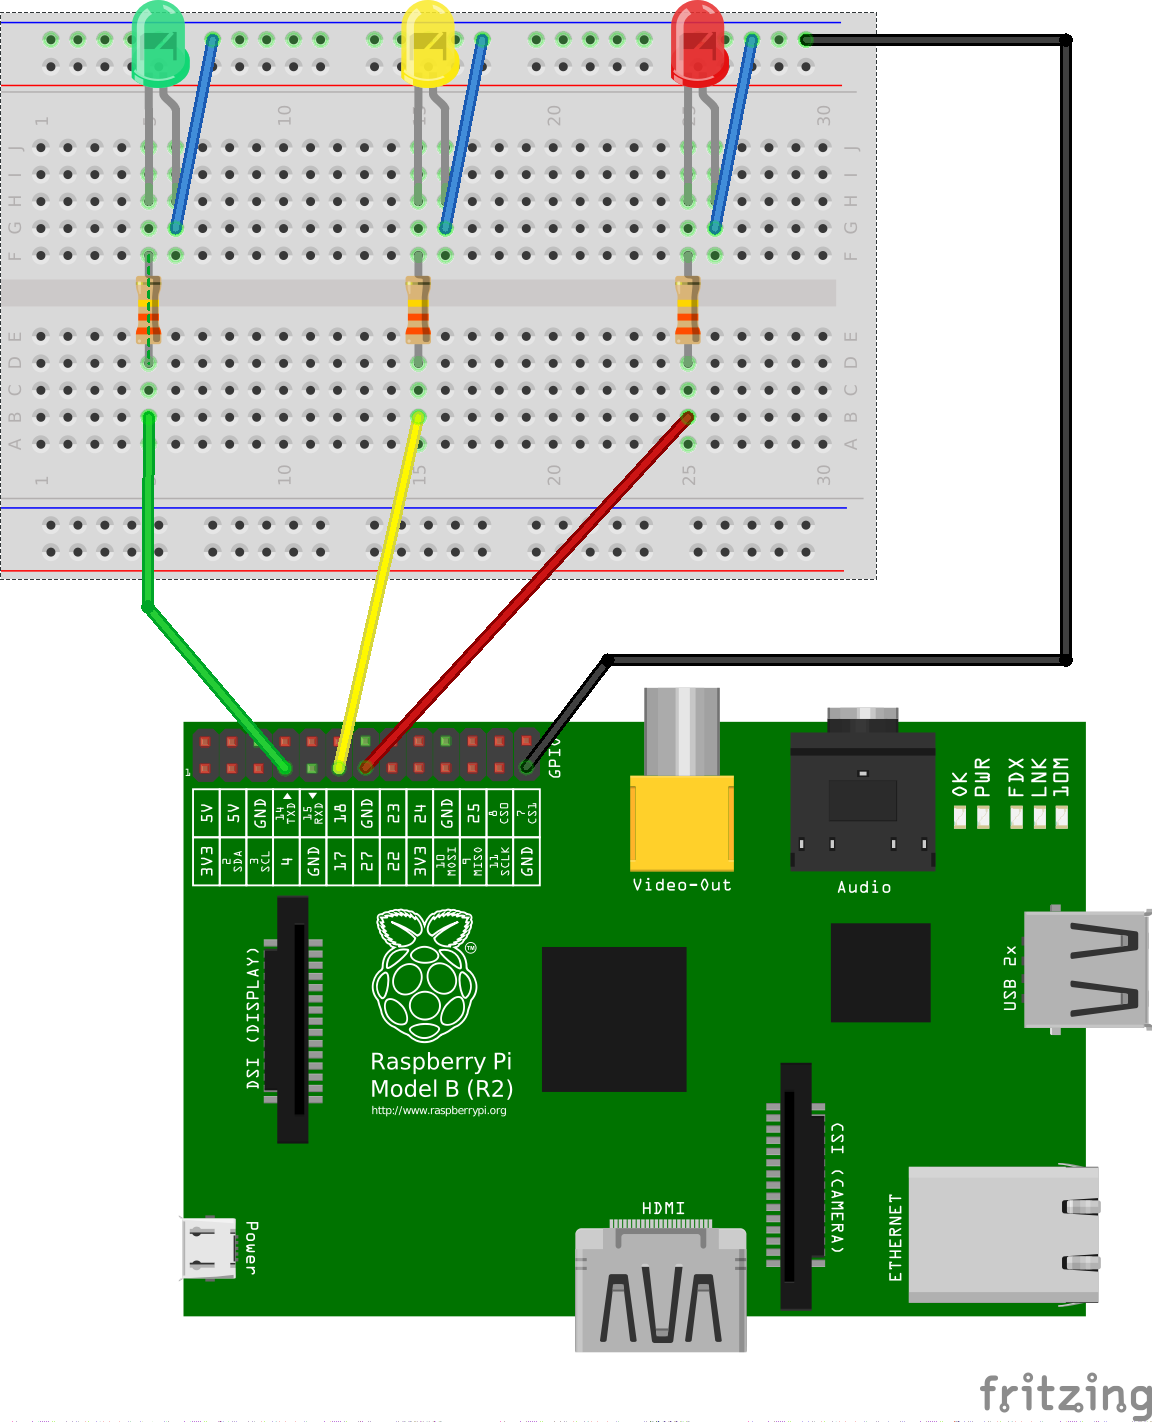 1 5 10 15 20 25 30
J J
I I
H H
G G
F F
E E
D D
C C
B B
A A
1 5 10 15 20 25 30
1
GPIO
5V 5V GND 14 TXD 15 RXD 18 GND 23 24 GND 25 8 CS0 7 CS1
3V3 2 SDA 3 SCL 4 GND 17 27 22 3V3 10 MOSI 9 MISO 11 SCLK GND
Video-Out
Audio
OK
PWR
FDX
LNK
10M
USB 2x
DSI (DISPLAY)
TM
Raspberry Pi
Model B (R2)
http://www.raspberrypi.org
CSI (CAMERA)
HDMI
ETHERNET
Power
fritzing